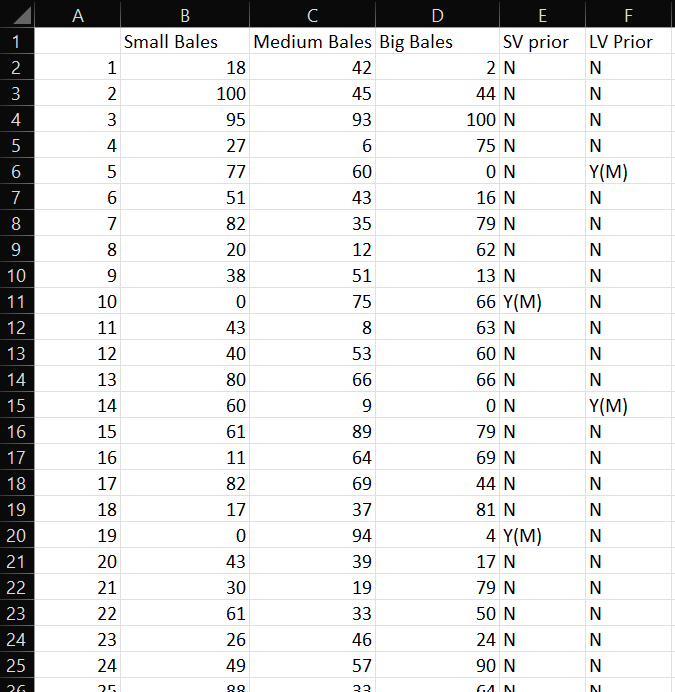 A B C D E F
1 Small Bales Medium Bales Big Bales SV prior LV Prior
2 1 18 42 2 N N
3 2 100 45 44 N N
4 3 95 93 100 N N
5 4 27 6 75 N N
6 5 77 60 0 N Y(M)
7 6 51 43 16 N N
8 7 82 35 79 N N
9 8 20 12 62 N N
10 9 38 51 13 N N
11 10 0 75 66 Y(M) N
12 11 43 8 63 N N
13 12 40 53 60 N N
14 13 80 66 66 N N
15 14 60 9 0 N Y(M)
16 15 61 89 79 N N
17 16 11 64 69 N N
18 17 82 69 44 N N
19 18 17 37 81 N N
20 19 0 94 4 Y(M) N
21 20 43 39 17 N N
22 21 30 19 79 N N
23 22 61 33 50 N N
24 23 26 46 24 N N
25 24 49 57 90 N N
26 25 88 33 64 N N